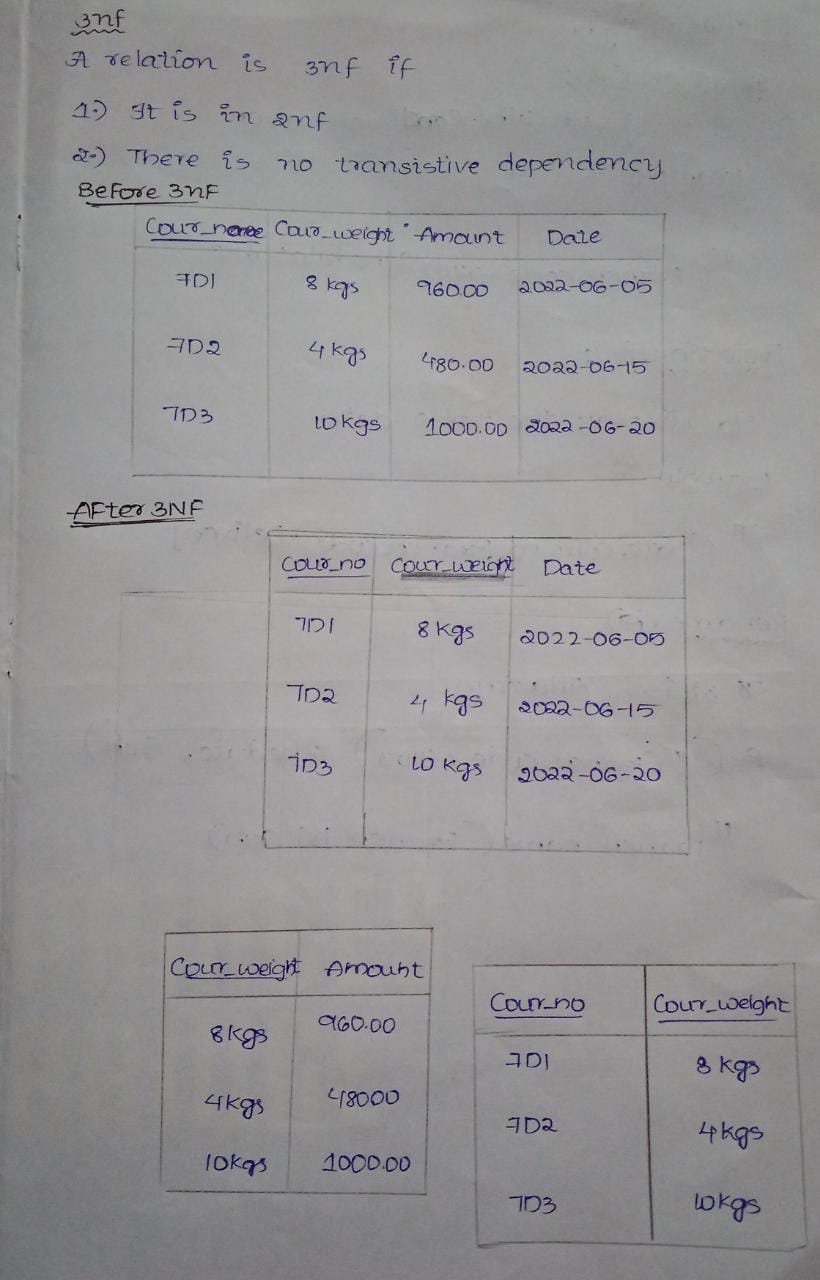 3nf
A relation is 3nf if
1.) It is in 2nf
2.) There is no transistive dependency
Before 3NF
Cour_name Cour_weight Amount Date
7D1 8 kgs 960.00 2022-06-05
7D2 4 kgs 480.00 2022-06-15
7D3 10 kgs 1000.00 2022-06-20
After 3NF
Cour_no Cour_weight Date
7D1 8 kgs 2022-06-05
7D2 4 kgs 2022-06-15
7D3 10 kgs 2022-06-20
Cour_weight Amount
8kgs 960.00
4kgs 48000
10kgs 1000.00
Cour_no Cour_weight
7D1 8 kgs
7D2 4kgs
7D3 10kgs